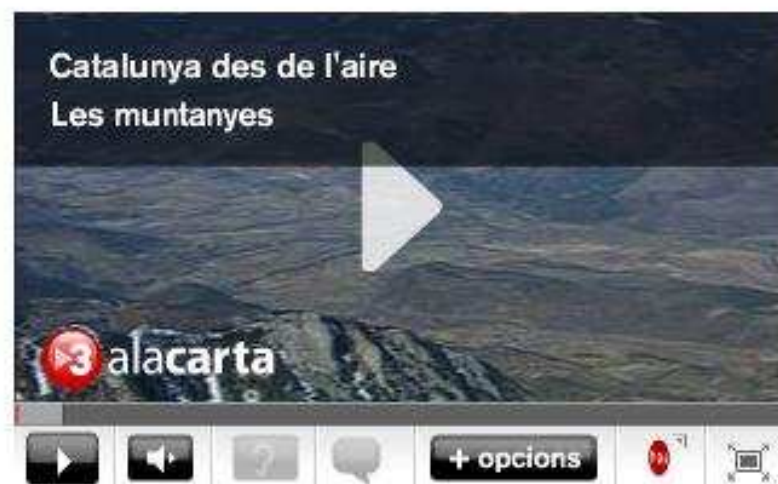 Catalunya des de l'aire
Les muntanyes
3alacarta
?
+ opcions